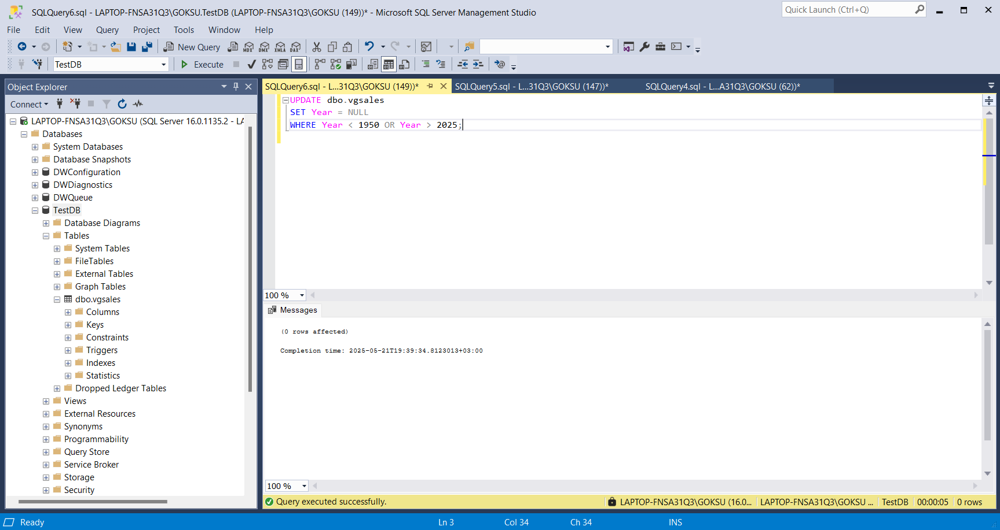 SQLQuery6.sql - LAPTOP-FNSA31Q3\GOKSU.TestDB (LAPTOP-FNSA31Q3\GOKSU (149))* - Microsoft SQL Server Management Studio
Quick Launch (Ctrl+Q)
File Edit View Query Project Tools Window Help
New Query MDX DMX XMLA DAX
TestDB Execute
Object Explorer
Connect
LAPTOP-FNSA31Q3\GOKSU (SQL Server 16.0.1135.2 - LA
Databases
System Databases
Database Snapshots
DWConfiguration
DWDiagnostics
DWQueue
TestDB
Database Diagrams
Tables
System Tables
FileTables
External Tables
Graph Tables
dbo.vgsales
Columns
Keys
Constraints
Triggers
Indexes
Statistics
Dropped Ledger Tables
Views
External Resources
Synonyms
Programmability
Query Store
Service Broker
Storage
Security
SQLQuery6.sql - L...31Q3\GOKSU (149))* SQLQuery5.sql - L...31Q3\GOKSU (147))* SQLQuery4.sql - L...A31Q3\GOKSU (62))*
UPDATE dbo.vgsales
SET Year = NULL
WHERE Year < 1950 OR Year > 2025;
100 %
Messages
(0 rows affected)
Completion time: 2025-05-21T19:39:34.8123013+03:00
100 %
Query executed successfully. LAPTOP-FNSA31Q3\GOKSU (16.0... LAPTOP-FNSA31Q3\GOKSU ... TestDB 00:00:05 0 rows
Ready Ln 3 Col 34 Ch 34 INS